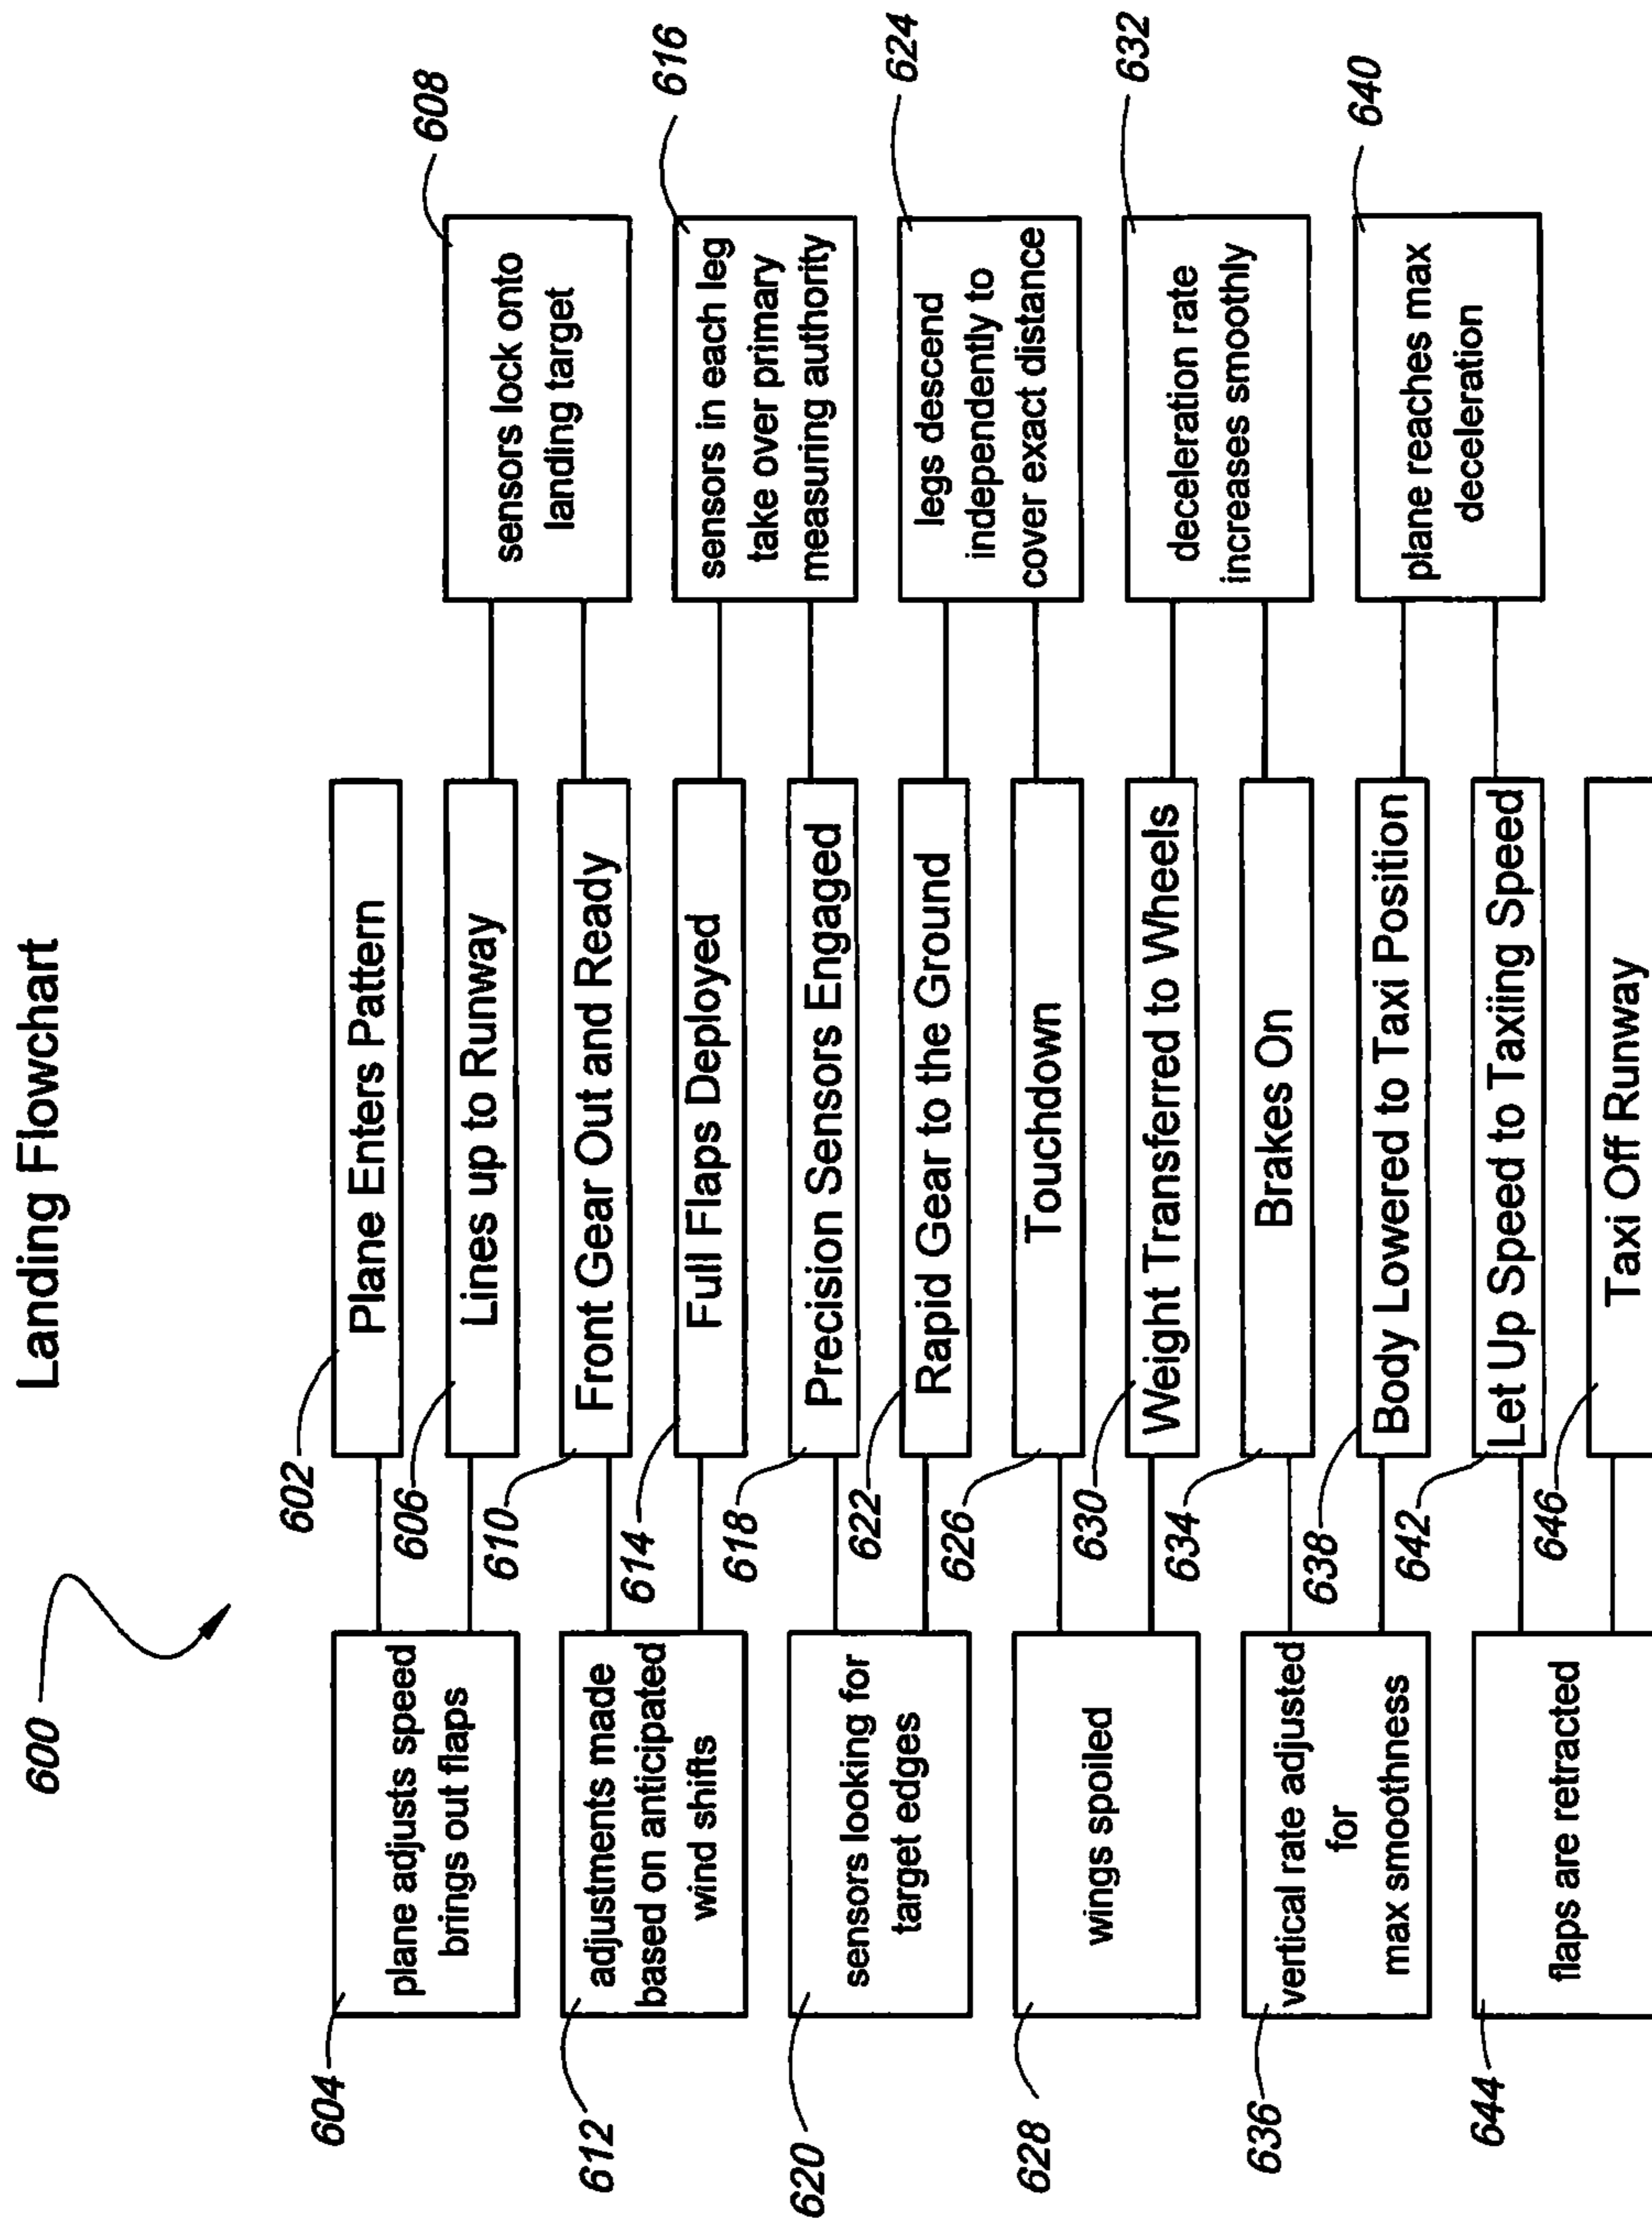 Landing Flowchart
600
602
Plane Enters Pattern
604
plane adjusts speed
brings out flaps
606
Lines up to Runway
608
sensors lock onto
landing target
610
Front Gear Out and Ready
612
adjustments made
based on anticipated
wind shifts
614
Full Flaps Deployed
616
sensors in each leg
take over primary
measuring authority
618
Precision Sensors Engaged
620
sensors looking for
target edges
622
Rapid Gear to the Ground
624
legs descend
independently to
cover exact distance
626
Touchdown
628
wings spoiled
630
Weight Transferred to Wheels
632
deceleration rate
increases smoothly
634
Brakes On
636
vertical rate adjusted
for
max smoothness
638
Body Lowered to Taxi Position
640
plane reaches max
deceleration
642
Let Up Speed to Taxiing Speed
644
flaps are retracted
646
Taxi Off Runway